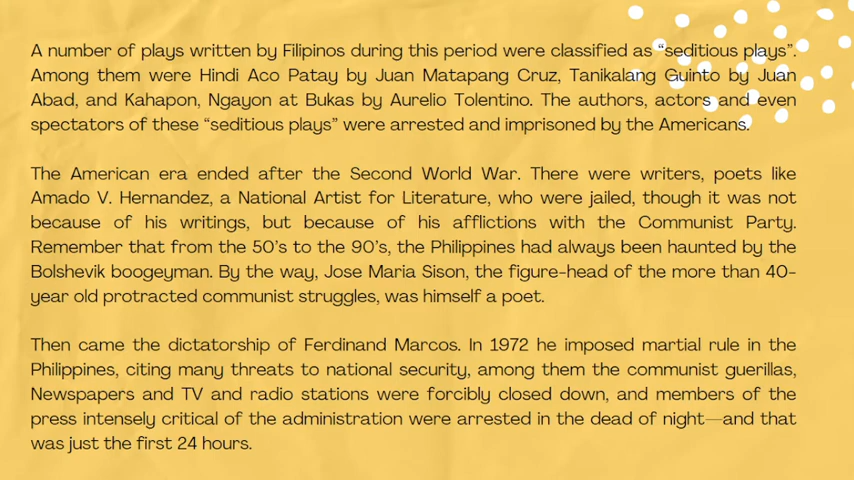 A number of plays written by Filipinos during this period were classified as “seditious plays”.
Among them were Hindi Aco Patay by Juan Matapang Cruz, Tanikalang Guinto by Juan
Abad, and Kahapon, Ngayon at Bukas by Aurelio Tolentino. The authors, actors and even
spectators of these “seditious plays” were arrested and imprisoned by the Americans.
The American era ended after the Second World War. There were writers, poets like
Amado V. Hernandez, a National Artist for Literature, who were jailed, though it was not
because of his writings, but because of his afflictions with the Communist Party.
Remember that from the 50’s to the 90’s, the Philippines had always been haunted by the
Bolshevik boogeyman. By the way, Jose Maria Sison, the figure-head of the more than 40-
year old protracted communist struggles, was himself a poet.
Then came the dictatorship of Ferdinand Marcos. In 1972 he imposed martial rule in the
Philippines, citing many threats to national security, among them the communist guerillas,
Newspapers and TV and radio stations were forcibly closed down, and members of the
press intensely critical of the administration were arrested in the dead of night—and that
was just the first 24 hours.